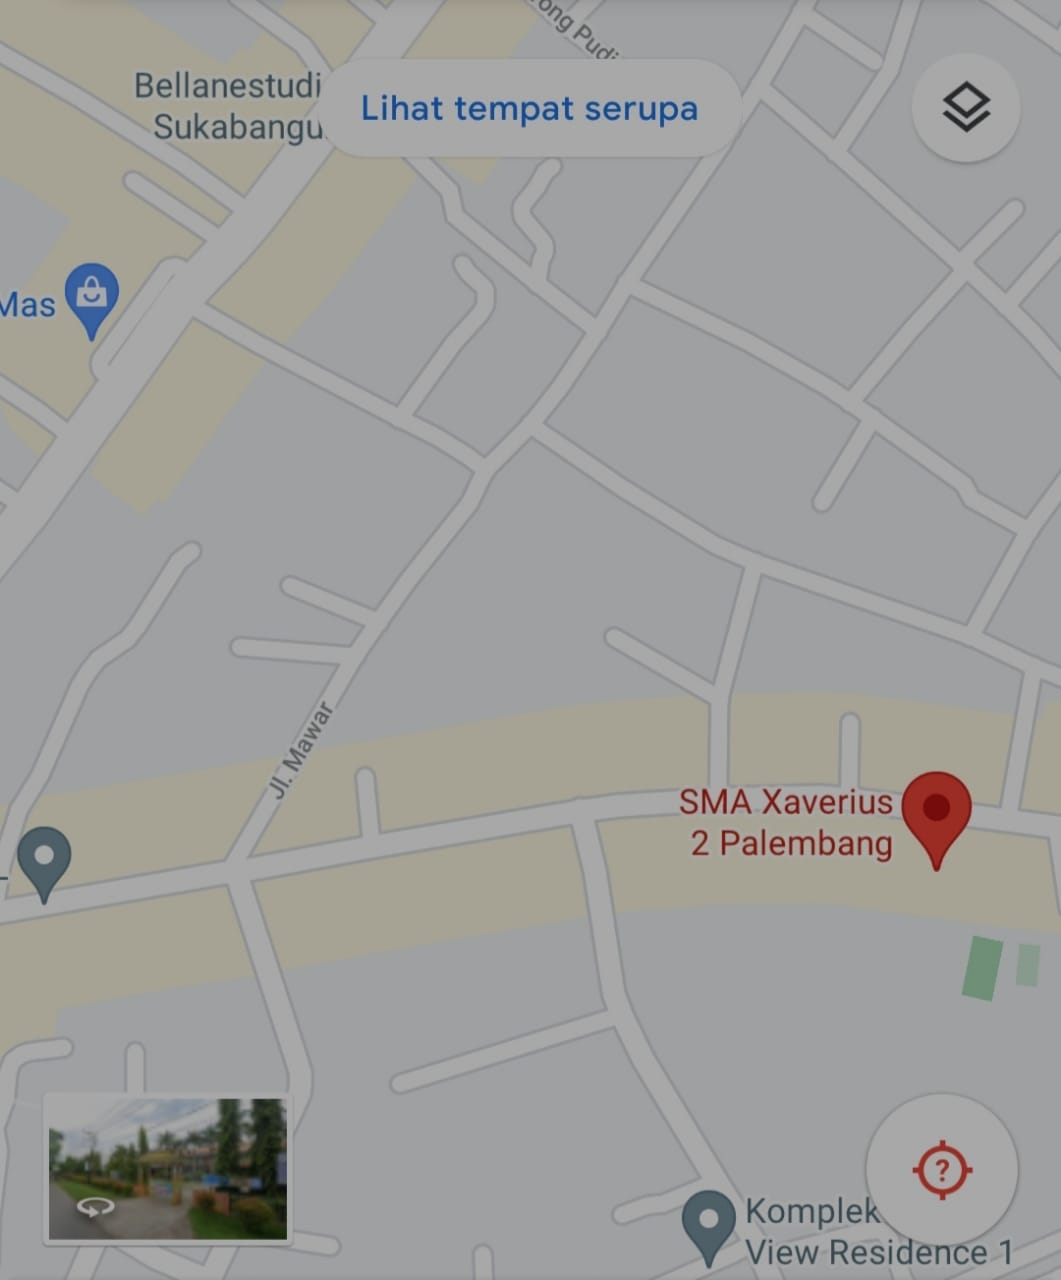 ong Pudi
Bellanestudi
Sukabangu
Lihat tempat serupa
Mas
Jl. Mawar
SMA Xaverius
2 Palembang
?
Komplek
View Residence 1